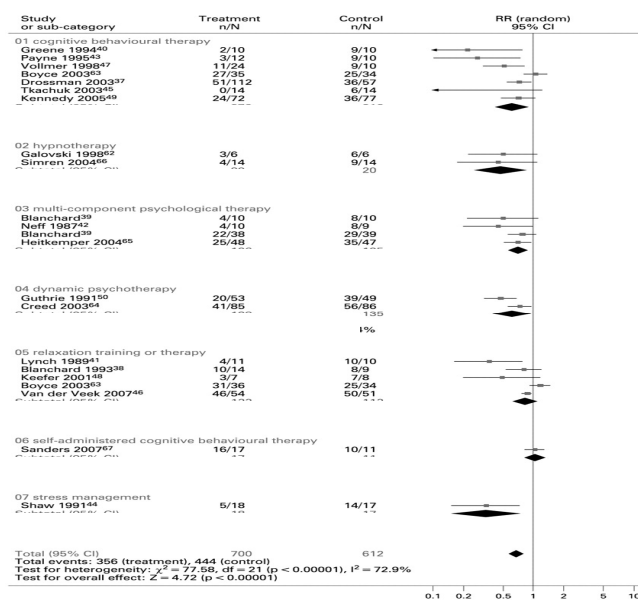 Study Treatment Control RR (random)
or sub-category n/N n/N 95% CI
01 cognitive behavioural therapy
Greene 1994⁴⁰ 2/10 9/10
Payne 1995⁴³ 3/12 9/10
Vollmer 1998⁴⁷ 11/24 9/10
Boyce 2003⁶³ 27/35 25/34
Drossman 2003³⁷ 51/112 36/57
Tkachuk 2003⁴⁵ 0/14 6/14
Kennedy 2005⁴⁹ 24/72 36/77
02 hypnotherapy
Galovski 1998⁶² 3/6 6/6
Simren 2004⁶⁶ 4/14 9/14
20
03 multi-component psychological therapy
Blanchard³⁹ 4/10 8/10
Neff 1987⁴² 4/10 8/9
Blanchard³⁹ 22/38 29/39
Heitkemper 2004⁶⁵ 25/48 35/47
04 dynamic psychotherapy
Guthrie 1991⁵⁰ 20/53 39/49
Creed 2003⁶⁴ 41/85 56/86
135
05 relaxation training or therapy
Lynch 1989⁴¹ 4/11 10/10
Blanchard 1993³⁸ 10/14 8/9
Keefer 2001⁴⁸ 3/7 7/8
Boyce 2003⁶³ 31/36 25/34
Van der Veek 2007⁴⁶ 46/54 50/51
06 self-administered cognitive behavioural therapy
Sanders 2007⁶⁷ 16/17 10/11
07 stress management
Shaw 1991⁴⁴ 5/18 14/17
Total (95% CI) 700 612
Total events: 356 (treatment), 444 (control)
Test for heterogeneity: χ² = 77.58, df = 21 (p < 0.00001), I² = 72.9%
Test for overall effect: Z = 4.72 (p < 0.00001)
0.1 0.2 0.5 1 2 5 10